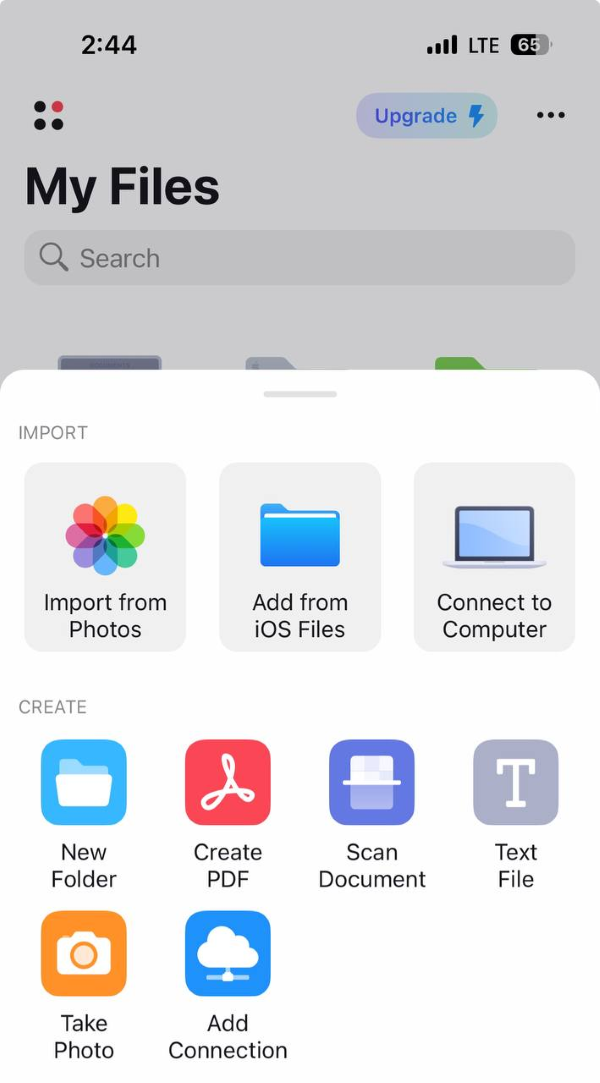 2:44
LTE
65
Upgrade
My Files
Search
IMPORT
Import from
Photos
Add from
iOS Files
Connect to
Computer
CREATE
New
Folder
Create
PDF
Scan
Document
Text
File
Take
Photo
Add
Connection